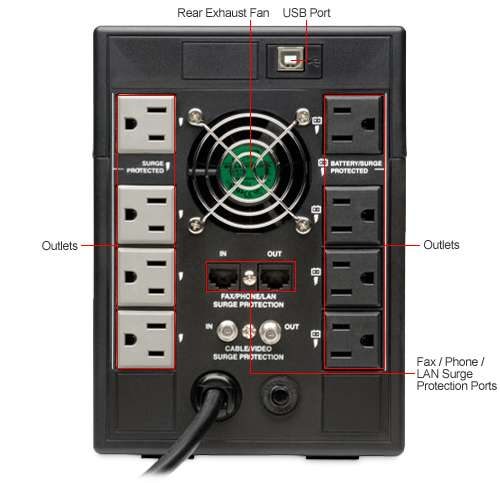 Rear Exhaust Fan
USB Port
SURGE
PROTECTED
BATTERY/SURGE
PROTECTED
Outlets
Outlets
IN
OUT
FAX/PHONE/LAN
SURGE PROTECTION
IN
OUT
CABLE/VIDEO
SURGE PROTECTION
Fax / Phone /
LAN Surge
Protection Ports